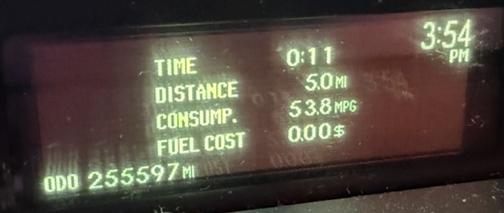 3:54
PM
TIME 0:11
DISTANCE 5.0 MI
CONSUMP. 53.8 MPG
FUEL COST 0.00 $
ODO 255597 MI